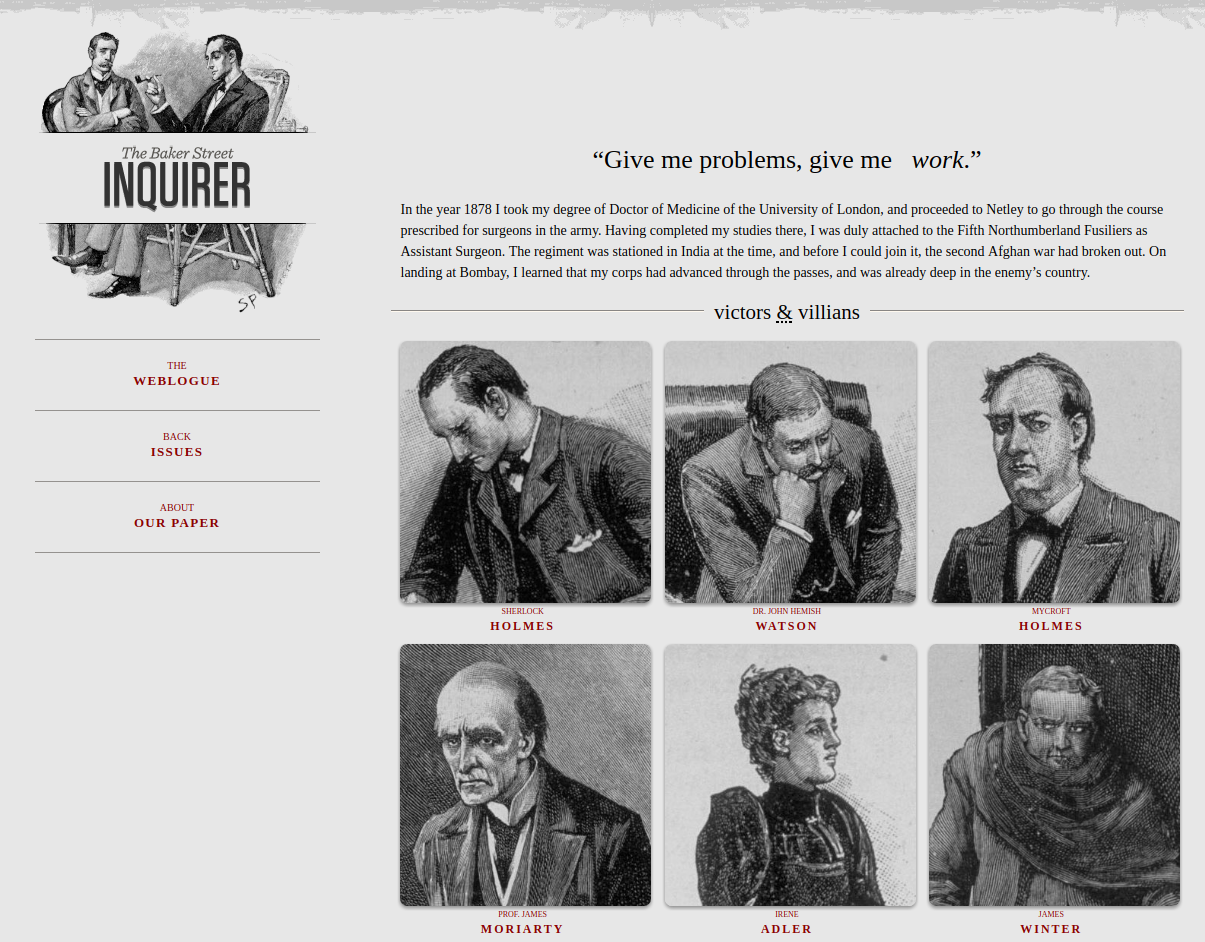 The Baker Street
INQUIRER
SP
THE
WEBLOGUE
BACK
ISSUES
ABOUT
OUR PAPER
“Give me problems, give me work.”
In the year 1878 I took my degree of Doctor of Medicine of the University of London, and proceeded to Netley to go through the course
prescribed for surgeons in the army. Having completed my studies there, I was duly attached to the Fifth Northumberland Fusiliers as
Assistant Surgeon. The regiment was stationed in India at the time, and before I could join it, the second Afghan war had broken out. On
landing at Bombay, I learned that my corps had advanced through the passes, and was already deep in the enemy’s country.
victors & villians
SHERLOCK
HOLMES
DR. JOHN HEMISH
WATSON
MYCROFT
HOLMES
PROF. JAMES
MORIARTY
IRENE
ADLER
JAMES
WINTER